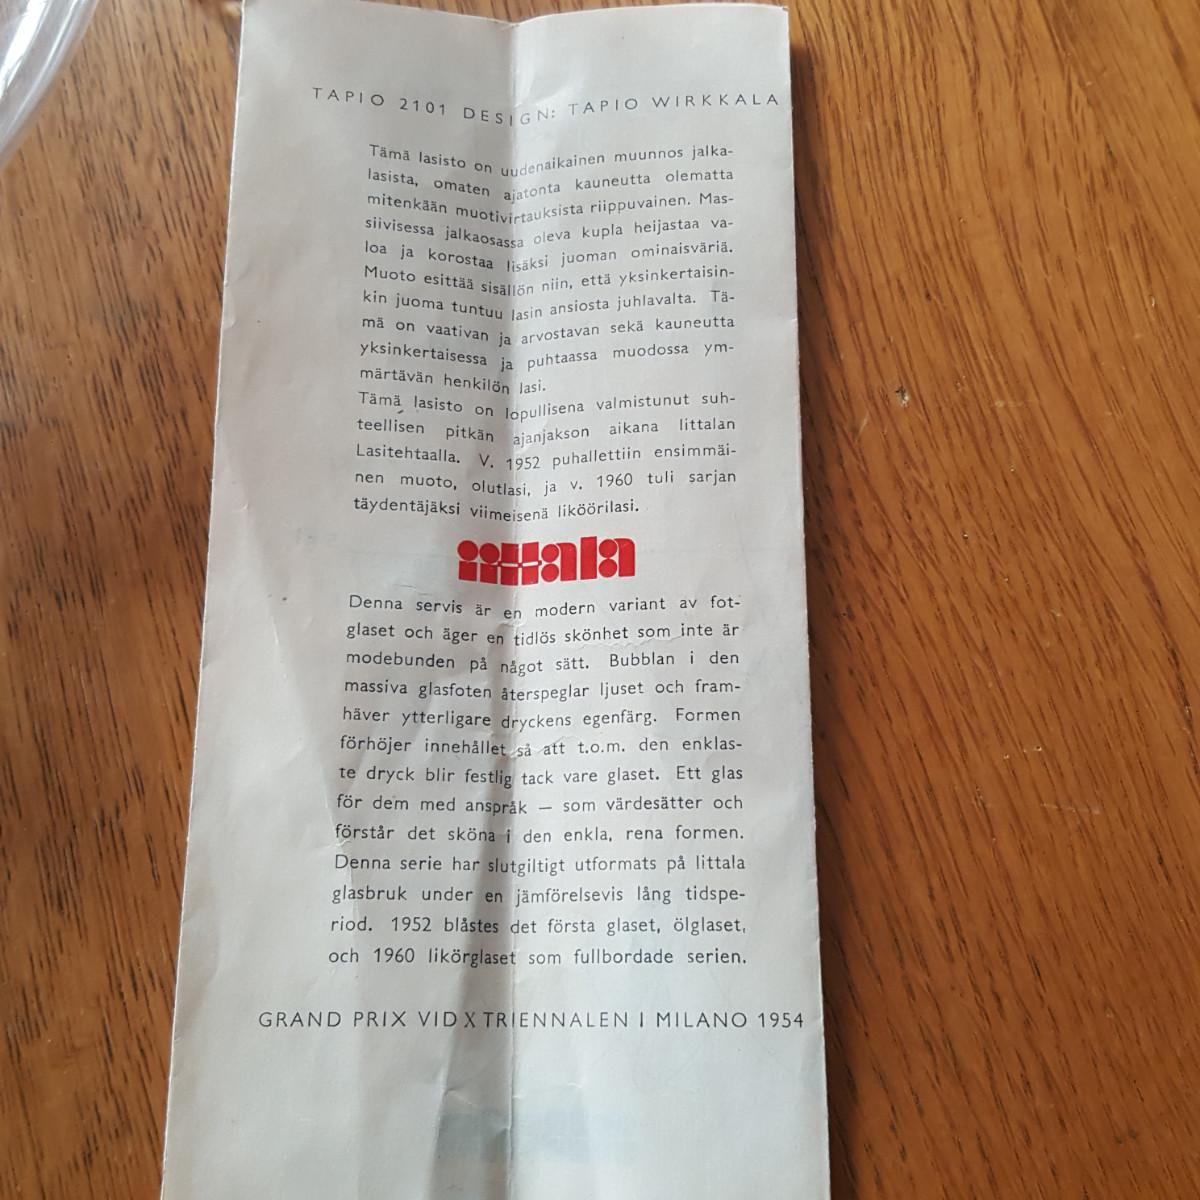 TAPIO 2101 DESIGN: TAPIO WIRKKALA
Tämä lasisto on uudenaikainen muunnos jalka-
lasista, omaten ajatonta kauneutta olematta
mitenkään muotivirtauksista riippuvainen. Mas-
siivisessa jalkaosassa oleva kupla heijastaa va-
loa ja korostaa lisäksi juoman ominaisväriä.
Muoto esittää sisällön niin, että yksinkertaisin-
kin juoma tuntuu lasin ansiosta juhlavalta. Tä-
mä on vaativan ja arvostavan sekä kauneutta
yksinkertaisessa ja puhtaassa muodossa ym-
märtävän henkilön lasi.
Tämä lasisto on lopullisena valmistunut suh-
teellisen pitkän ajanjakson aikana Iittalan
Lasitehtaalla. V. 1952 puhallettiin ensimmäi-
nen muoto, olutlasi, ja v. 1960 tuli sarjan
täydentäjäksi viimeisenä liköörilasi.
iittala
Denna servis är en modern variant av fot-
glaset och äger en tidlös skönhet som inte är
modebunden på något sätt. Bubblan i den
massiva glasfoten återspeglar ljuset och fram-
häver ytterligare dryckens egenfärg. Formen
förhöjer innehållet så att t.o.m. den enklas-
te dryck blir festlig tack vare glaset. Ett glas
för dem med anspråk — som värdesätter och
förstår det sköna i den enkla, rena formen.
Denna serie har slutgiltigt utformats på Iittala
glasbruk under en jämförelsevis lång tidspe-
riod. 1952 blåstes det första glaset, ölglaset,
och 1960 likörglaset som fullbordade serien.
GRAND PRIX VID X TRIENNALEN I MILANO 1954